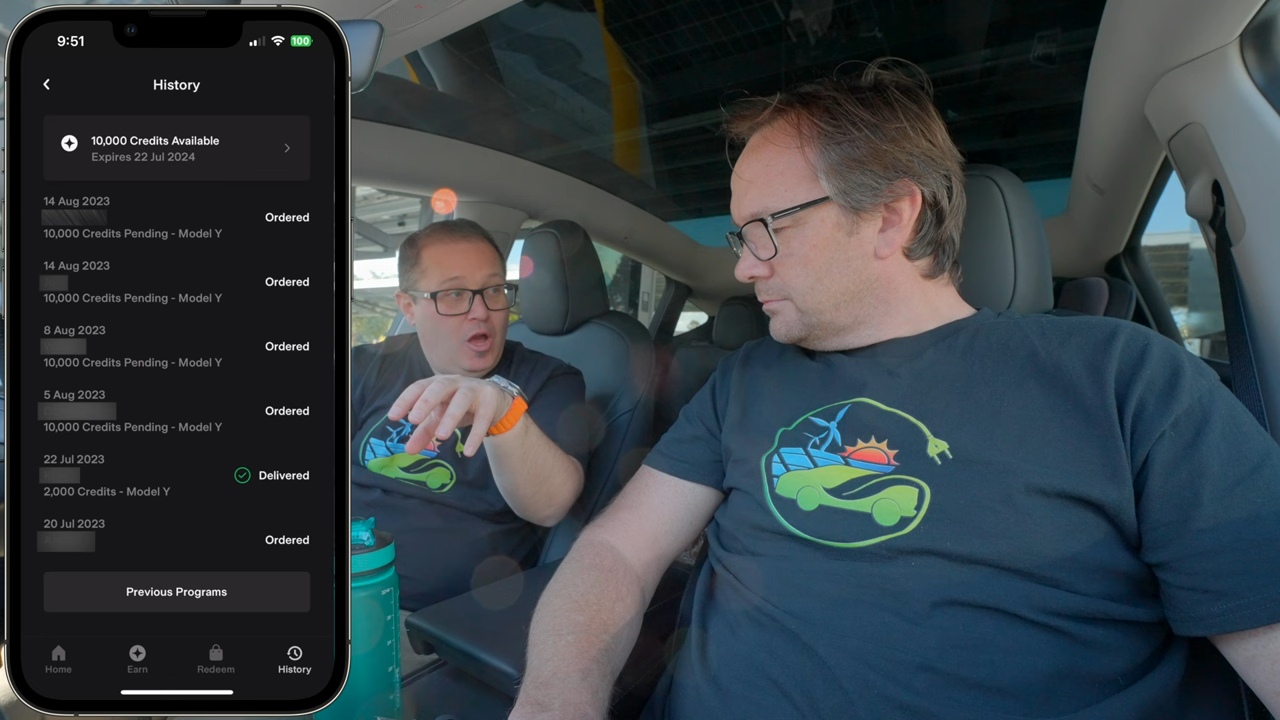 9:51
100
History
10,000 Credits Available
Expires 22 Jul 2024
14 Aug 2023
Ordered
10,000 Credits Pending - Model Y
14 Aug 2023
Ordered
10,000 Credits Pending - Model Y
8 Aug 2023
Ordered
10,000 Credits Pending - Model Y
5 Aug 2023
Ordered
10,000 Credits Pending - Model Y
22 Jul 2023
Delivered
2,000 Credits - Model Y
20 Jul 2023
Ordered
Previous Programs
Home
Earn
Redeem
History